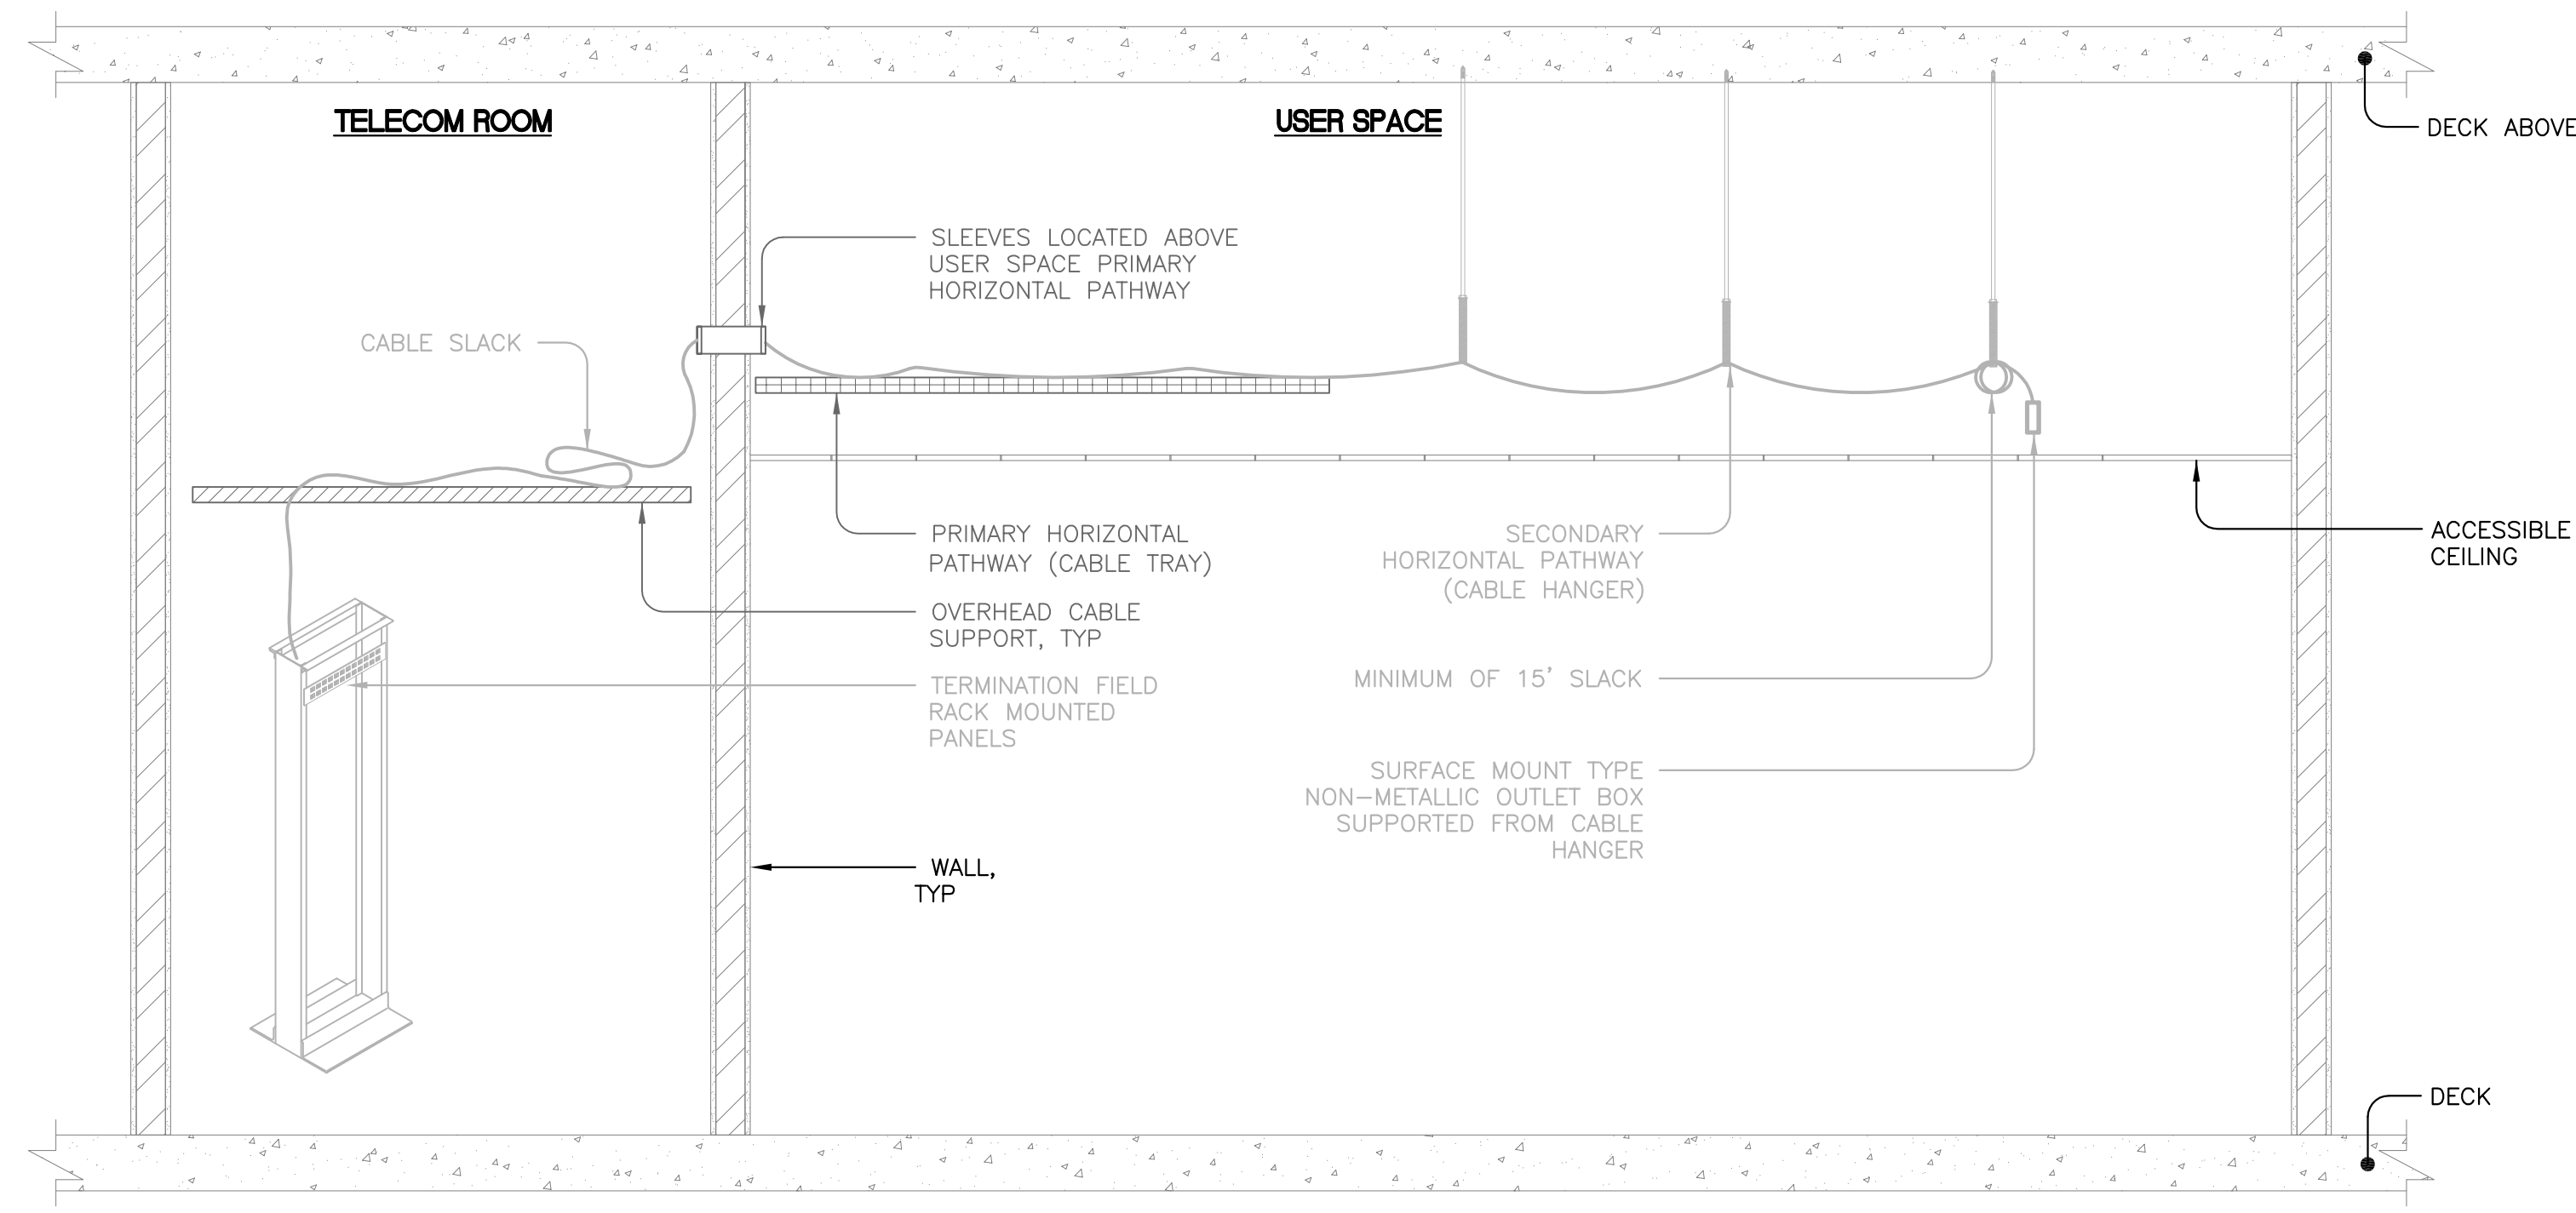 TELECOM ROOM
USER SPACE
DECK ABOVE
SLEEVES LOCATED ABOVE
USER SPACE PRIMARY
HORIZONTAL PATHWAY
CABLE SLACK
PRIMARY HORIZONTAL
PATHWAY (CABLE TRAY)
SECONDARY
HORIZONTAL PATHWAY
(CABLE HANGER)
ACCESSIBLE
CEILING
OVERHEAD CABLE
SUPPORT, TYP
TERMINATION FIELD
RACK MOUNTED
PANELS
MINIMUM OF 15' SLACK
SURFACE MOUNT TYPE
NON-METALLIC OUTLET BOX
SUPPORTED FROM CABLE
HANGER
WALL,
TYP
DECK